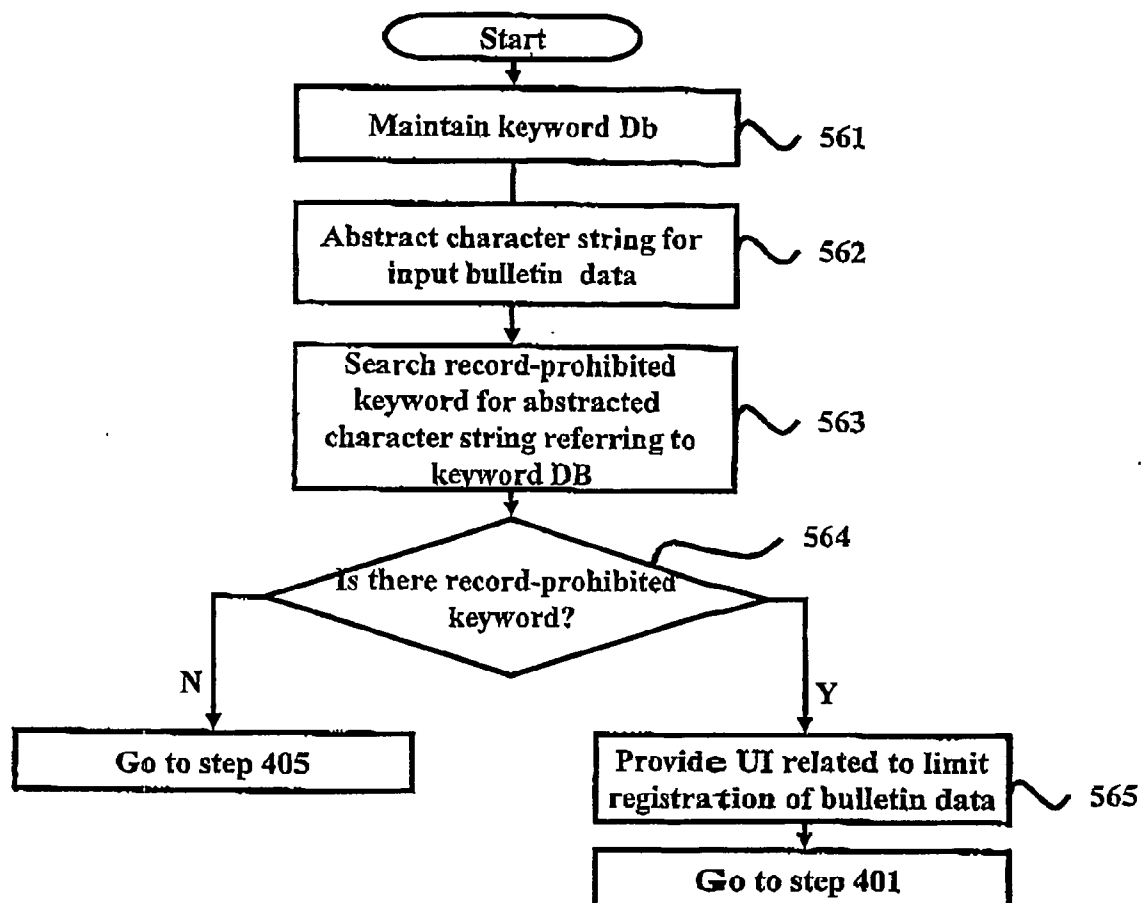 Start
Maintain keyword Db
561
Abstract character string for
input bulletin data
562
Search record-prohibited
keyword for abstracted
character string referring to
keyword DB
563
564
Is there record-prohibited
keyword?
N
Y
Go to step 405
Provide UI related to limit
registration of bulletin data
565
Go to step 401